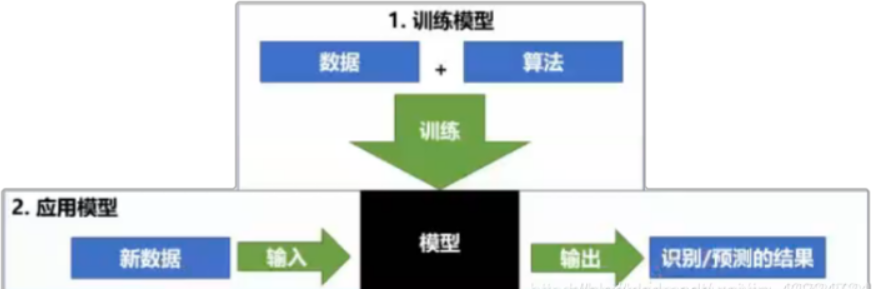 1. 训练模型
数据
+
算法
训练
2. 应用模型
新数据
输入
模型
输出
识别/预测的结果